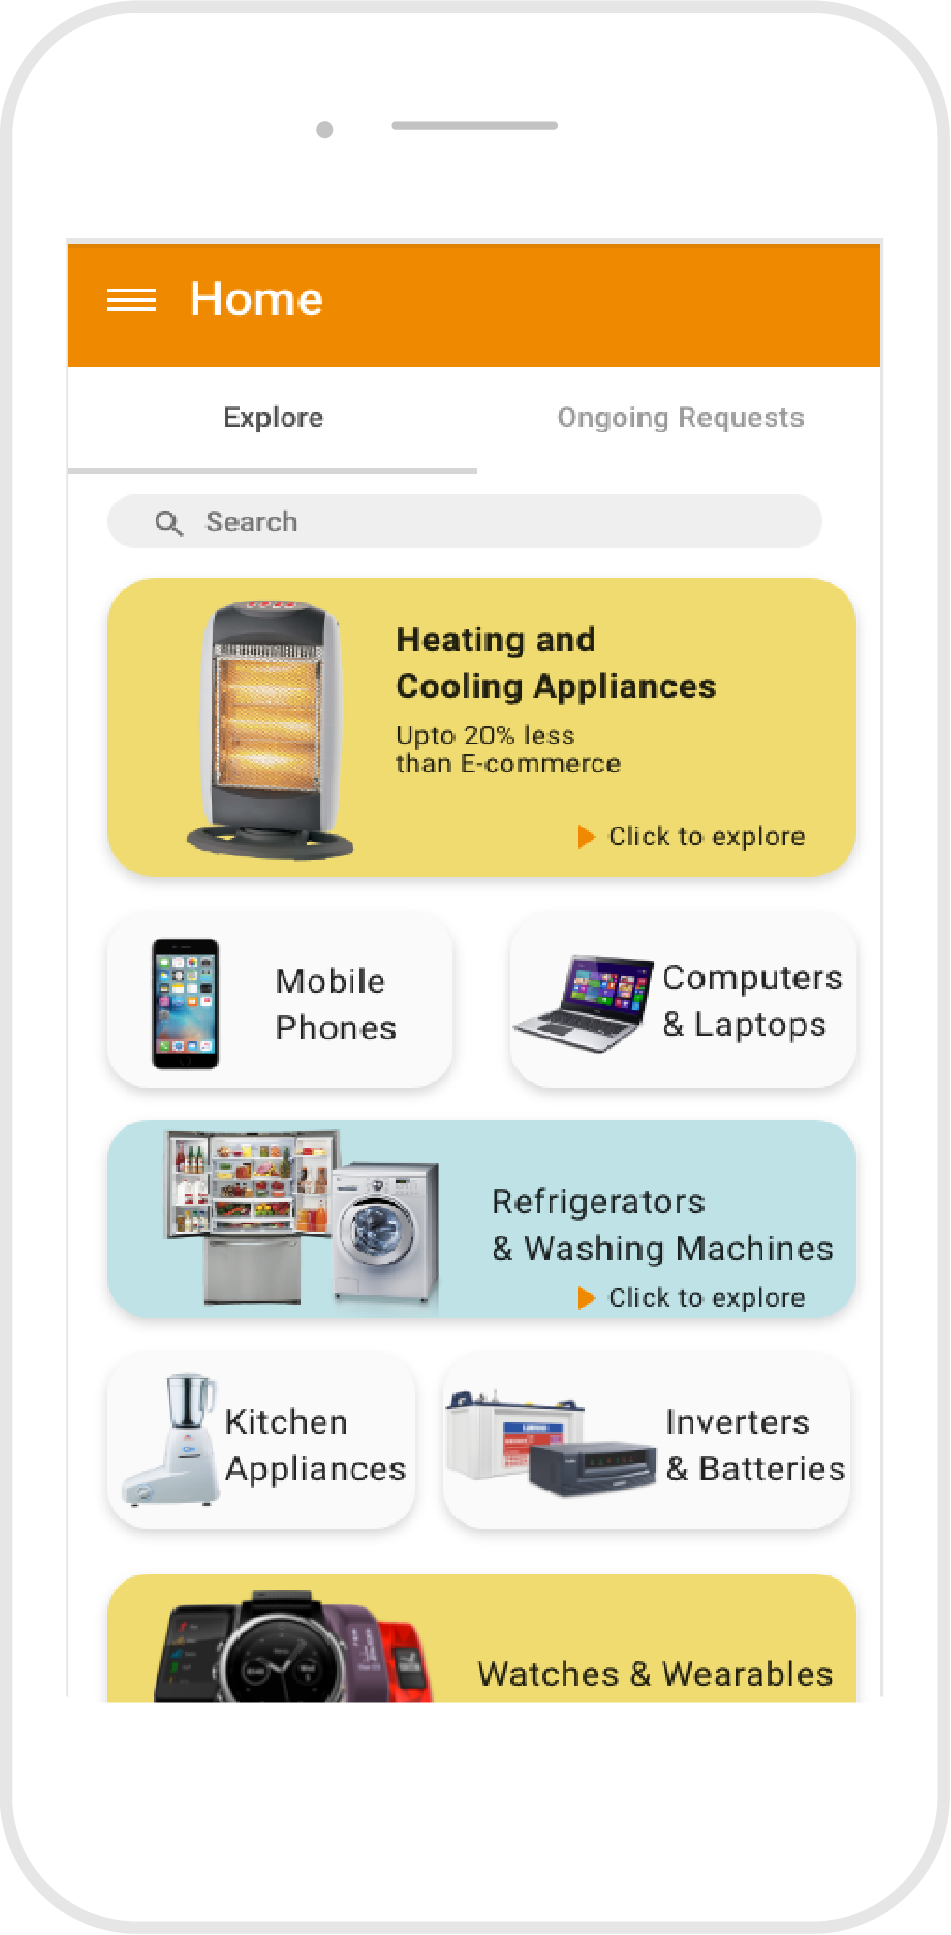 Home
Explore
Ongoing Requests
Search
Heating and
Cooling Appliances
Upto 20% less
than E-commerce
Click to explore
Mobile
Phones
Computers
& Laptops
Refrigerators
& Washing Machines
Click to explore
Kitchen
Appliances
Inverters
& Batteries
Watches & Wearables